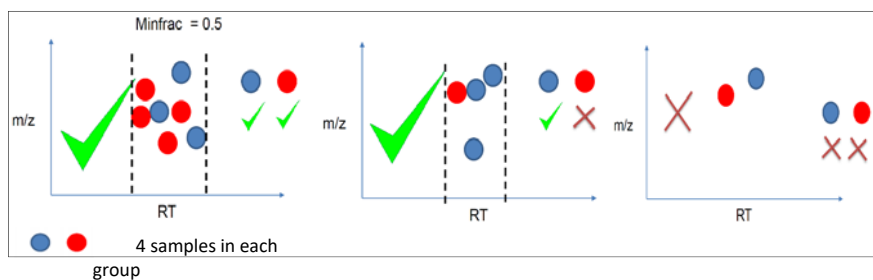 Minfrac = 0.5
m/z
RT
m/z
RT
m/z
RT
4 samples in each
group